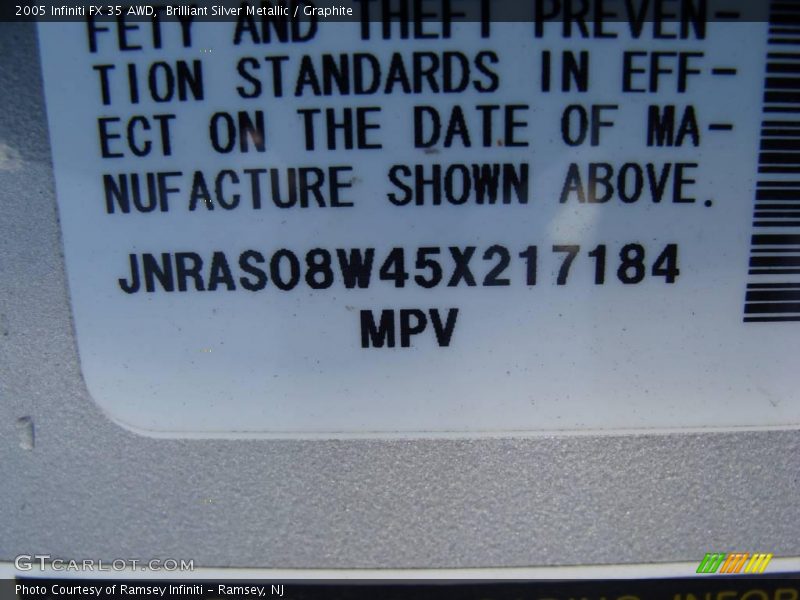 2005 Infiniti FX 35 AWD, Brilliant Silver Metallic / Graphite
FETY AND THEFT PREVEN-
TION STANDARDS IN EFF-
ECT ON THE DATE OF MA-
NUFACTURE SHOWN ABOVE.
JNRAS08W45X217184
MPV
GTCARLOT.COM
Photo Courtesy of Ramsey Infiniti - Ramsey, NJ